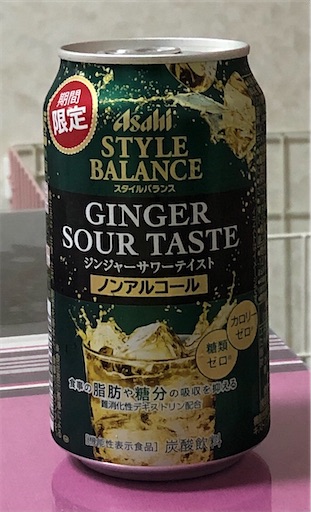 期間
限定
Asahi
STYLE
BALANCE
スタイルバランス
GINGER
SOUR TASTE
ジンジャーサワーテイスト
ノンアルコール
カロリー
ゼロ
糖類
ゼロ
食事の脂肪や糖分の吸収を抑える
難消化性デキストリン配合
[機能性表示食品] 炭酸飲料